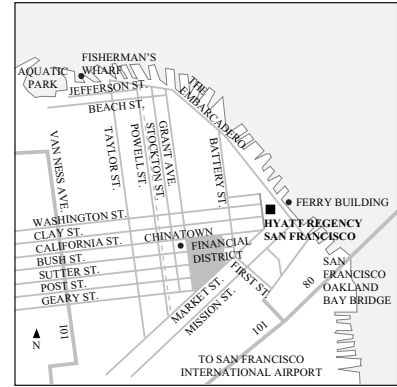 FISHERMAN'S
WHARF
AQUATIC
PARK
JEFFERSON ST.
BEACH ST.
THE
EMBARCADERO
VAN NESS AVE.
TAYLOR ST.
POWELL ST.
STOCKTON ST.
GRANT AVE.
BATTERY ST.
FERRY BUILDING
HYATT REGENCY
SAN FRANCISCO
WASHINGTON ST.
CLAY ST.
CALIFORNIA ST.
BUSH ST.
SUTTER ST.
POST ST.
GEARY ST.
CHINATOWN
FINANCIAL
DISTRICT
MARKET ST.
MISSION ST.
FIRST ST.
80
SAN
FRANCISCO
OAKLAND
BAY BRIDGE
101
101
N
TO SAN FRANCISCO
INTERNATIONAL AIRPORT